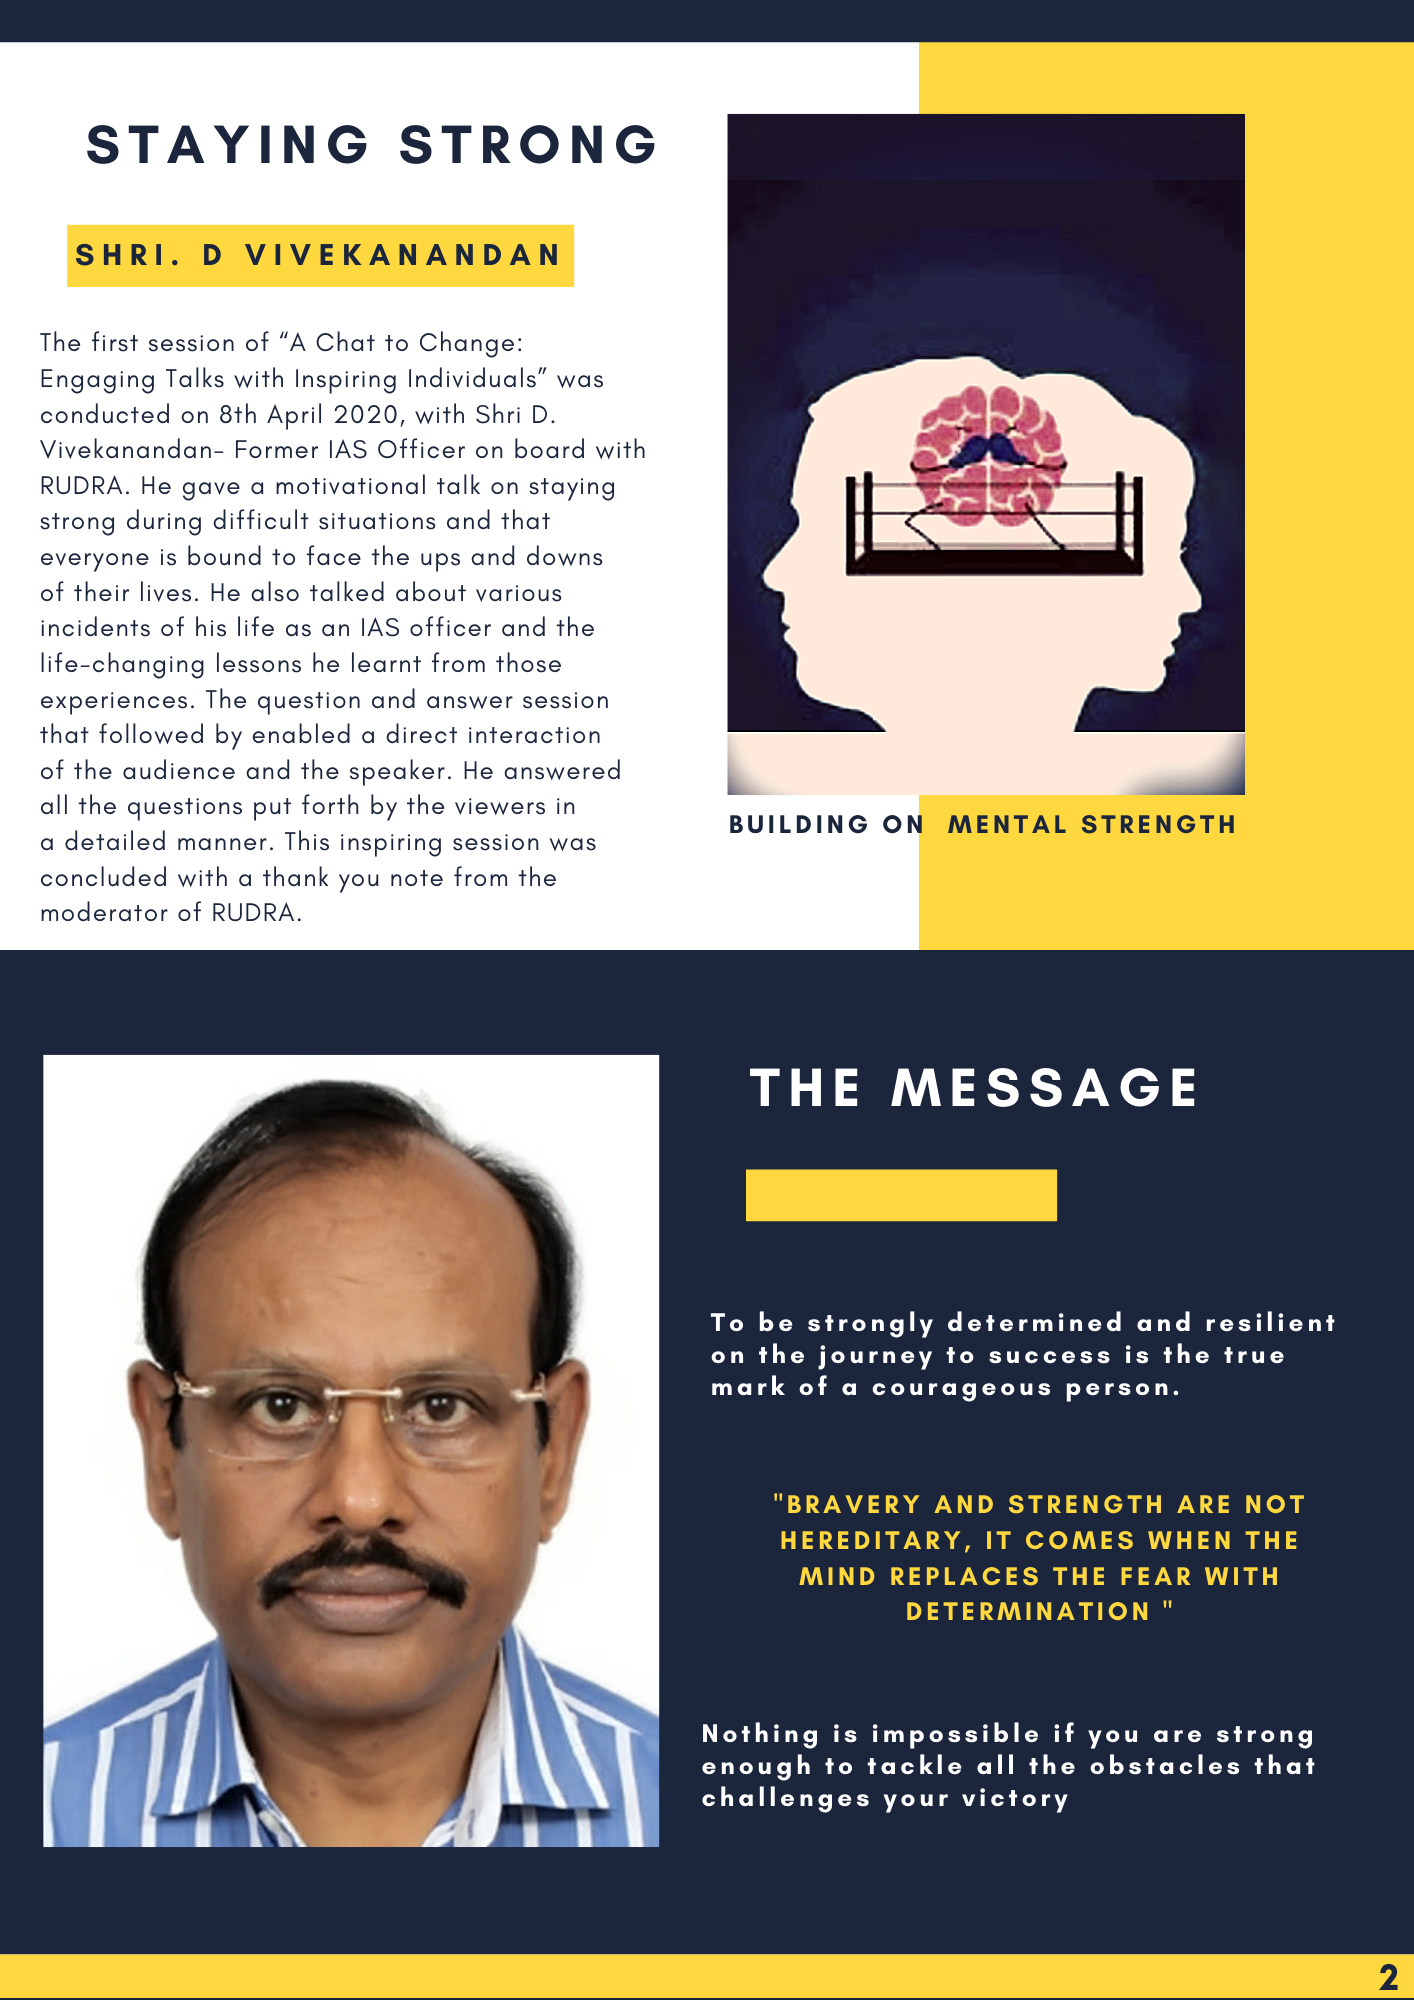 STAYING STRONG
SHRI. D VIVEKANANDAN
The first session of “A Chat to Change:
Engaging Talks with Inspiring Individuals” was
conducted on 8th April 2020, with Shri D.
Vivekanandan- Former IAS Officer on board with
RUDRA. He gave a motivational talk on staying
strong during difficult situations and that
everyone is bound to face the ups and downs
of their lives. He also talked about various
incidents of his life as an IAS officer and the
life-changing lessons he learnt from those
experiences. The question and answer session
that followed by enabled a direct interaction
of the audience and the speaker. He answered
all the questions put forth by the viewers in
a detailed manner. This inspiring session was
concluded with a thank you note from the
moderator of RUDRA.
BUILDING ON MENTAL STRENGTH
THE MESSAGE
To be strongly determined and resilient
on the journey to success is the true
mark of a courageous person.
"BRAVERY AND STRENGTH ARE NOT
HEREDITARY, IT COMES WHEN THE
MIND REPLACES THE FEAR WITH
DETERMINATION "
Nothing is impossible if you are strong
enough to tackle all the obstacles that
challenges your victory
2